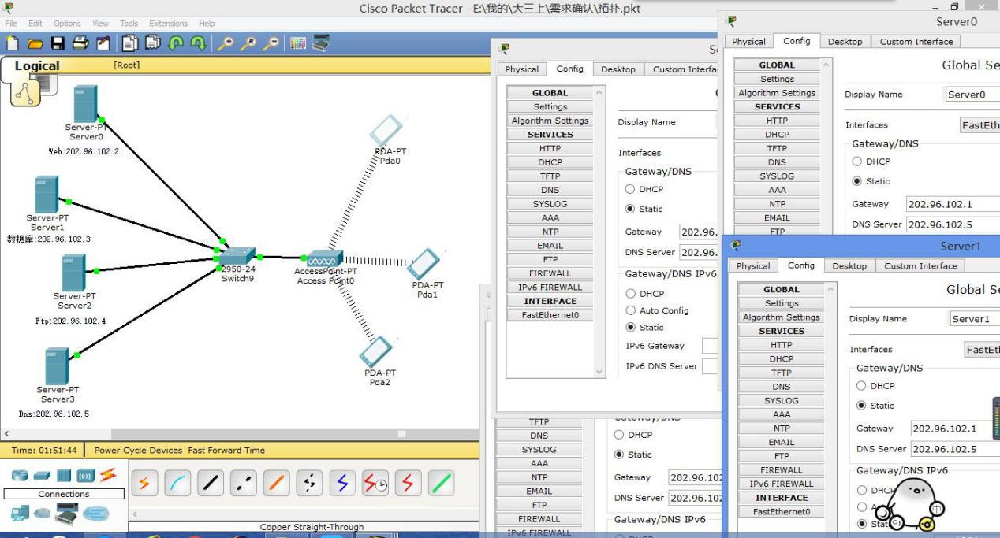 Cisco Packet Tracer - E:\我的\大三上\需求确认\拓扑.pkt
File Edit Options View Tools Extensions Help
Logical
[Root]
Server-PT
Server0
Web:202.96.102.2
Server-PT
Server1
数据库:202.96.102.3
Server-PT
Server2
Ftp:202.96.102.4
Server-PT
Server3
Dns:202.96.102.5
2950-24
Switch9
AccessPoint-PT
Access Point0
PDA-PT
Pda0
PDA-PT
Pda1
PDA-PT
Pda2
Time: 01:51:44 Power Cycle Devices Fast Forward Time
Connections
Copper Straight-Through
Physical Config Desktop Custom Interfa
GLOBAL
Settings
Algorithm Settings
SERVICES
HTTP
DHCP
TFTP
DNS
SYSLOG
AAA
NTP
EMAIL
FTP
FIREWALL
IPv6 FIREWALL
INTERFACE
FastEthernet0
Display Name
Interfaces
Gateway/DNS
DHCP
Static
Gateway 202.96.
DNS Server 202.96.
Gateway/DNS IPv6
DHCP
Auto Config
Static
IPv6 Gateway
IPv6 DNS Server
TFTP
DNS
SYSLOG
AAA
NTP
EMAIL
FTP
FIREWALL
IPv6 FIREWALL
Gateway/DNS
DHCP
Static
Gateway 202.96.102
DNS Server 202.96.102
Gateway/DNS IPv6
Server0
Physical Config Desktop Custom Interface
GLOBAL
Settings
Algorithm Settings
SERVICES
HTTP
DHCP
TFTP
DNS
SYSLOG
AAA
NTP
EMAIL
FTP
Global Se
Display Name Server0
Interfaces FastEth
Gateway/DNS
DHCP
Static
Gateway 202.96.102.1
DNS Server 202.96.102.5
Server1
Physical Config Desktop Custom Interface
GLOBAL
Settings
Algorithm Settings
SERVICES
HTTP
DHCP
TFTP
DNS
SYSLOG
AAA
NTP
EMAIL
FTP
FIREWALL
IPv6 FIREWALL
INTERFACE
FastEthernet0
Global Se
Display Name Server1
Interfaces FastEth
Gateway/DNS
DHCP
Static
Gateway 202.96.102.1
DNS Server 202.96.102.5
Gateway/DNS IPv6
DHCP
Stat
中